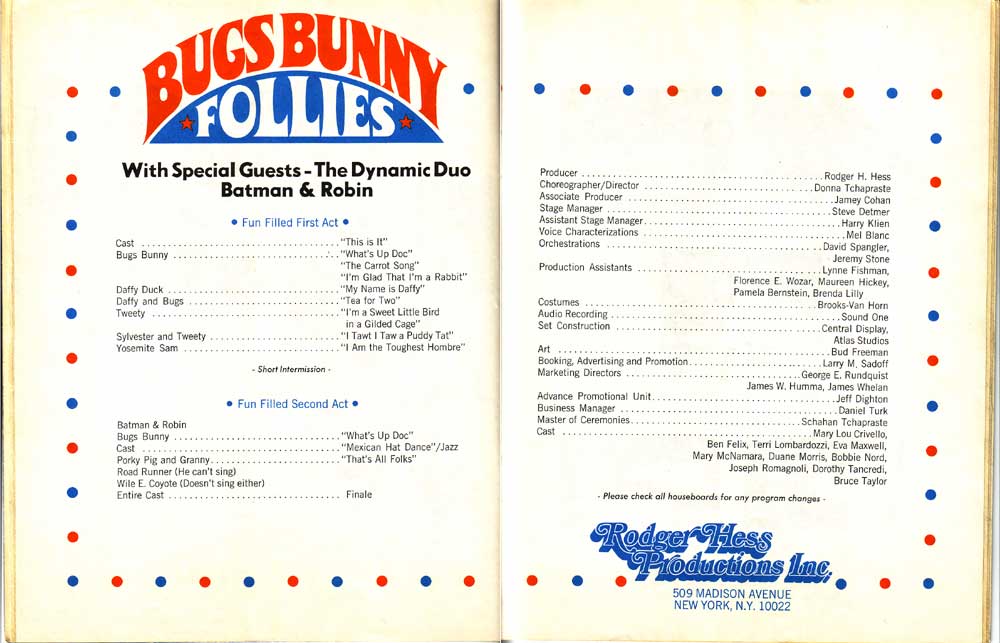 BUGS BUNNY
FOLLIES
With Special Guests - The Dynamic Duo
Batman & Robin
• Fun Filled First Act •
Cast ................................ "This is It"
Bugs Bunny ........................ "What's Up Doc"
"The Carrot Song"
"I'm Glad That I'm a Rabbit"
Daffy Duck ........................ "My Name is Daffy"
Daffy and Bugs ........................ "Tea for Two"
Tweety ........................ "I'm a Sweet Little Bird
in a Gilded Cage"
Sylvester and Tweety ........................ "I Tawt I Taw a Puddy Tat"
Yosemite Sam ........................ "I Am the Toughest Hombre"
- Short Intermission -
• Fun Filled Second Act •
Batman & Robin
Bugs Bunny ........................ "What's Up Doc"
Cast ........................ "Mexican Hat Dance"/Jazz
Porky Pig and Granny ........................ "That's All Folks"
Road Runner (He can't sing)
Wile E. Coyote (Doesn't sing either)
Entire Cast ........................ Finale
Producer ........................ Rodger H. Hess
Choreographer/Director ........................ Donna Tchapraste
Associate Producer ........................ Jamey Cohan
Stage Manager ........................ Steve Detmer
Assistant Stage Manager ........................ Harry Klien
Voice Characterizations ........................ Mel Blanc
Orchestrations ........................ David Spangler,
Jeremy Stone
Production Assistants ........................ Lynne Fishman,
Florence E. Wozar, Maureen Hickey,
Pamela Bernstein, Brenda Lilly
Costumes ........................ Brooks-Van Horn
Audio Recording ........................ Sound One
Set Construction ........................ Central Display,
Atlas Studios
Art ........................ Bud Freeman
Booking, Advertising and Promotion ........................ Larry M. Sadoff
Marketing Directors ........................ George E. Rundquist
James W. Humma, James Whelan
Advance Promotional Unit ........................ Jeff Dighton
Business Manager ........................ Daniel Turk
Master of Ceremonies ........................ Schahan Tchapraste
Cast ........................ Mary Lou Crivello,
Ben Felix, Terri Lombardozzi, Eva Maxwell,
Mary McNamara, Duane Morris, Bobbie Nord,
Joseph Romagnoli, Dorothy Tancredi,
Bruce Taylor
- Please check all houseboards for any program changes -
Rodger Hess
Productions Inc.
509 MADISON AVENUE
NEW YORK, N.Y. 10022